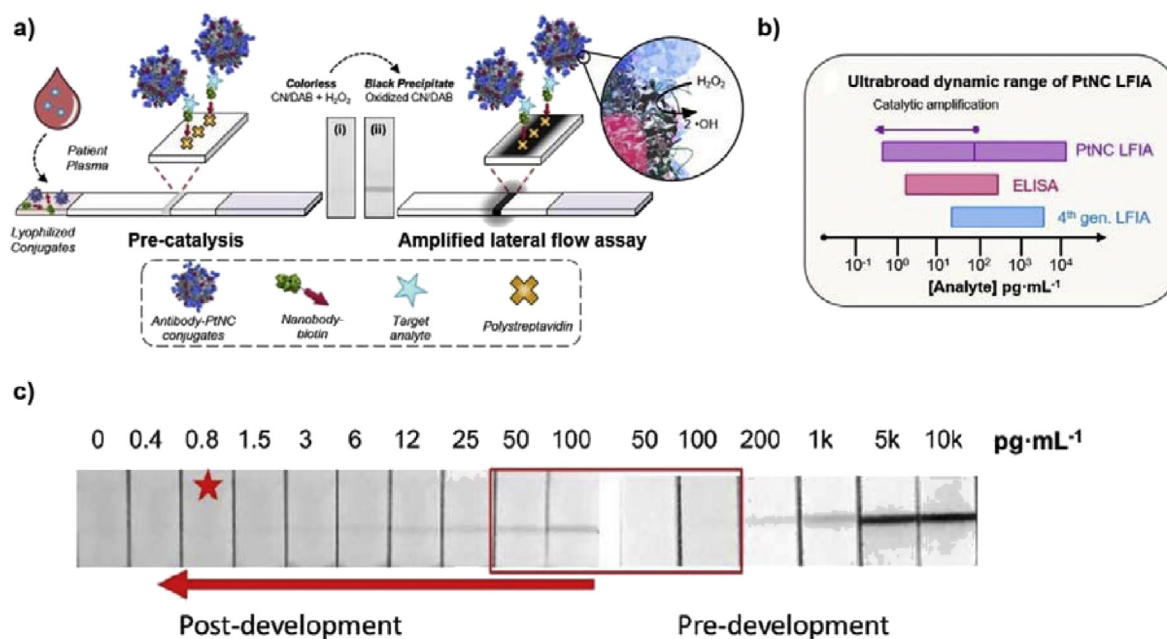 a)
Patient
Plasma
Lyophilized
Conjugates
Pre-catalysis
Colorless
CN/DAB + H₂O₂
Black Precipitate
Oxidized CN/DAB
(i)
(ii)
H₂O₂
2 •OH
Amplified lateral flow assay
Antibody-PtNC
conjugates
Nanobody-
biotin
Target
analyte
Polystreptavidin
b)
Ultrabroad dynamic range of PtNC LFIA
Catalytic amplification
PtNC LFIA
ELISA
4th gen. LFIA
10⁻¹ 10⁰ 10¹ 10² 10³ 10⁴
[Analyte] pg·mL⁻¹
c)
0 0.4 0.8 1.5 3 6 12 25 50 100 50 100 200 1k 5k 10k pg·mL⁻¹
Post-development
Pre-development